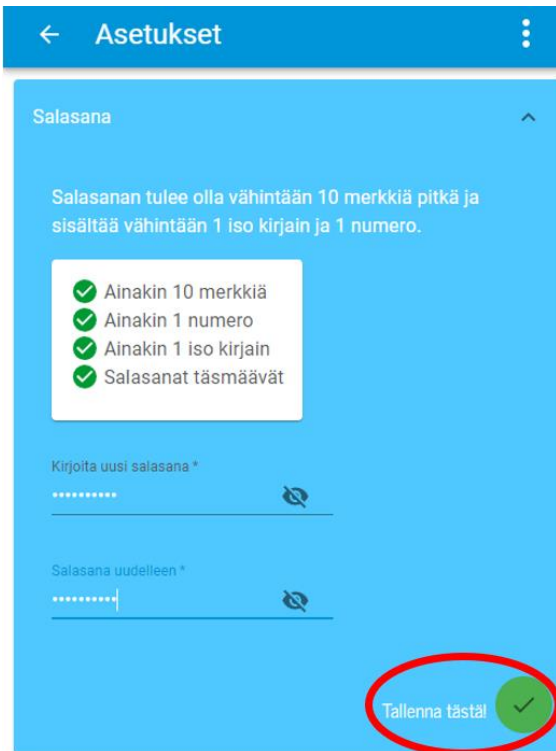 Asetukset
Salasana
Salasanan tulee olla vähintään 10 merkkiä pitkä ja
sisältää vähintään 1 iso kirjain ja 1 numero.
Ainakin 10 merkkiä
Ainakin 1 numero
Ainakin 1 iso kirjain
Salasanat täsmäävät
Kirjoita uusi salasana *
••••••••••
Salasana uudelleen *
••••••••••
Tallenna tästä!